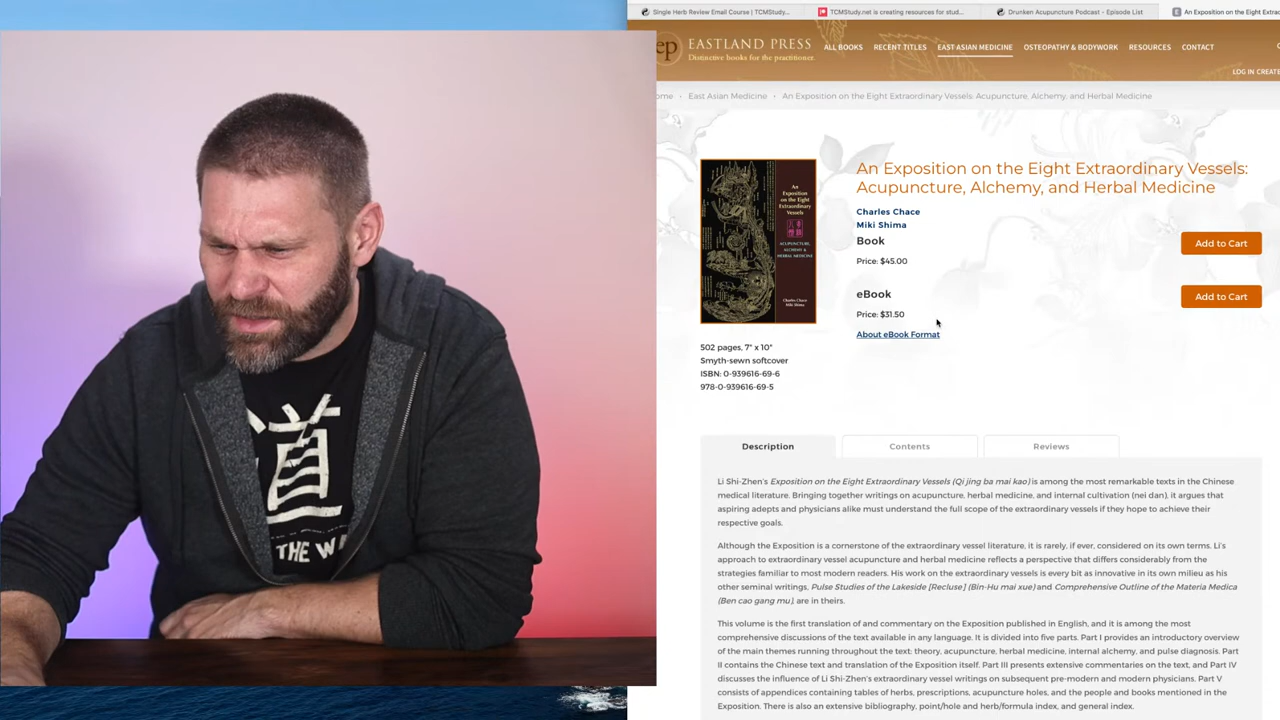 Single Herb Review Email Course | TCMStudy...
TCMStudy.net is creating resources for stud...
Drunken Acupuncture Podcast - Episode List
An Exposition on the Eight Extraordi
ep
EASTLAND PRESS
Distinctive books for the practitioner.
ALL BOOKS
RECENT TITLES
EAST ASIAN MEDICINE
OSTEOPATHY & BODYWORK
RESOURCES
CONTACT
LOG IN CREATE
ome › East Asian Medicine › An Exposition on the Eight Extraordinary Vessels: Acupuncture, Alchemy, and Herbal Medicine
An
Exposition
on the Eight
Extraordinary
Vessels
ACUPUNCTURE,
ALCHEMY &
HERBAL MEDICINE
Charles Chace
Miki Shima
An Exposition on the Eight Extraordinary Vessels:
Acupuncture, Alchemy, and Herbal Medicine
Charles Chace
Miki Shima
Book
Add to Cart
Price: $45.00
eBook
Add to Cart
Price: $31.50
About eBook Format
502 pages, 7" x 10"
Smyth-sewn softcover
ISBN: 0-939616-69-6
978-0-939616-69-5
道
THE W
Description
Contents
Reviews
Li Shi-Zhen's Exposition on the Eight Extraordinary Vessels (Qi jing ba mai kao) is among the most remarkable texts in the Chinese
medical literature. Bringing together writings on acupuncture, herbal medicine, and internal cultivation (nei dan), it argues that
aspiring adepts and physicians alike must understand the full scope of the extraordinary vessels if they hope to achieve their
respective goals.
Although the Exposition is a cornerstone of the extraordinary vessel literature, it is rarely, if ever, considered on its own terms. Li's
approach to extraordinary vessel acupuncture and herbal medicine reflects a perspective that differs considerably from the
strategies familiar to most modern readers. His work on the extraordinary vessels is every bit as innovative in its own milieu as his
other seminal writings, Pulse Studies of the Lakeside [Recluse] (Bin-Hu mai xue) and Comprehensive Outline of the Materia Medica
(Ben cao gang mu), are in theirs.
This volume is the first translation of and commentary on the Exposition published in English, and it is among the most
comprehensive discussions of the text available in any language. It is divided into five parts. Part I provides an introductory overview
of the main themes running throughout the text: theory, acupuncture, herbal medicine, internal alchemy, and pulse diagnosis. Part
II contains the Chinese text and translation of the Exposition itself. Part III presents extensive commentaries on the text, and Part IV
discusses the influence of Li Shi-Zhen's extraordinary vessel writings on subsequent pre-modern and modern physicians. Part V
consists of appendices containing tables of herbs, prescriptions, acupuncture holes, and the people and books mentioned in the
Exposition. There is also an extensive bibliography, point/hole and herb/formula index, and general index.